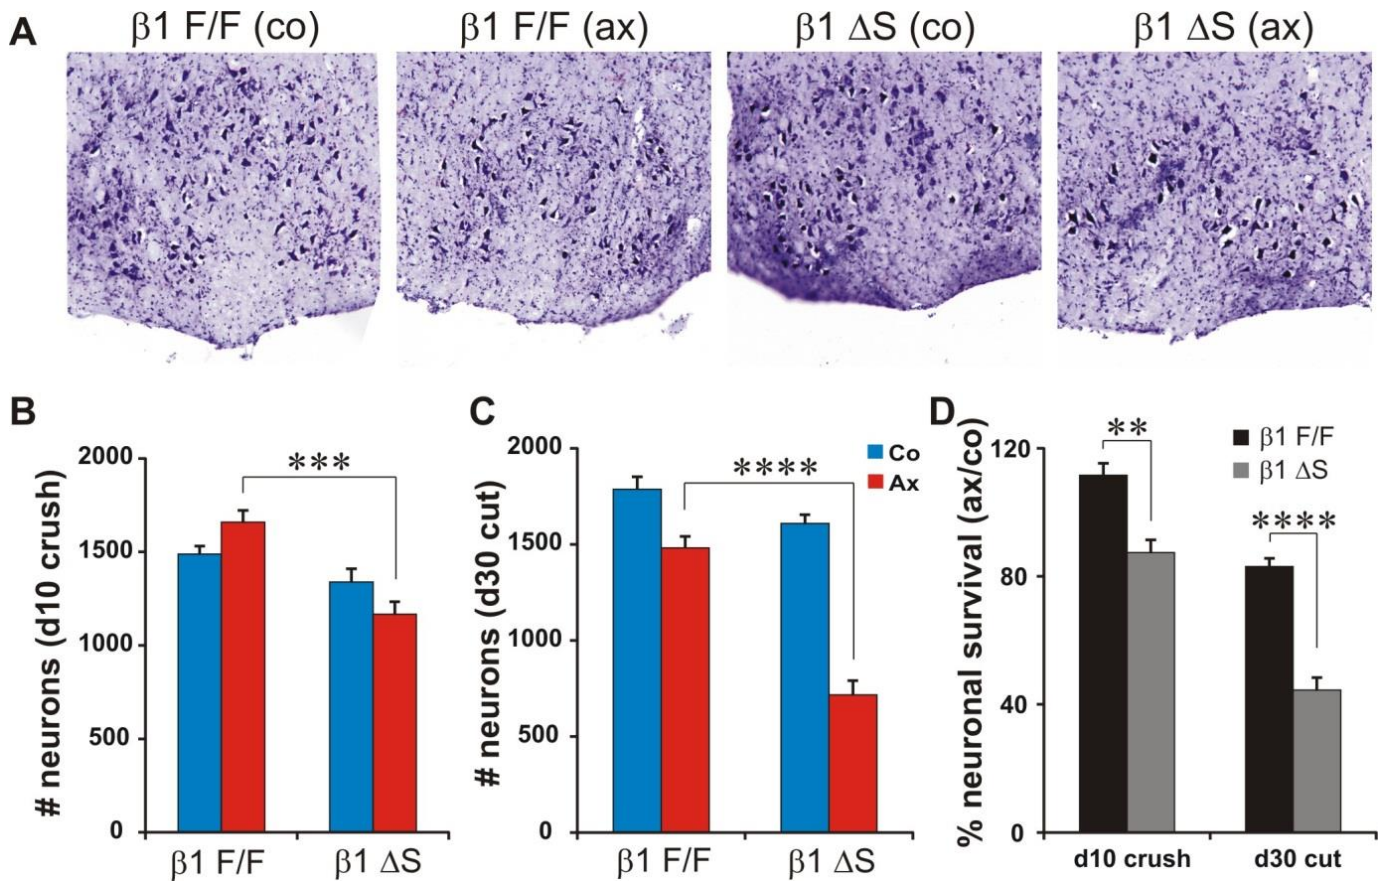 A
β1 F/F (co)
β1 F/F (ax)
β1 ΔS (co)
β1 ΔS (ax)
B
# neurons (d10 crush)
2000
1500
1000
500
0
***
β1 F/F
β1 ΔS
C
# neurons (d30 cut)
2000
1500
1000
500
0
****
Co
Ax
β1 F/F
β1 ΔS
D
% neuronal survival (ax/co)
120
80
40
0
**
****
β1 F/F
β1 ΔS
d10 crush
d30 cut